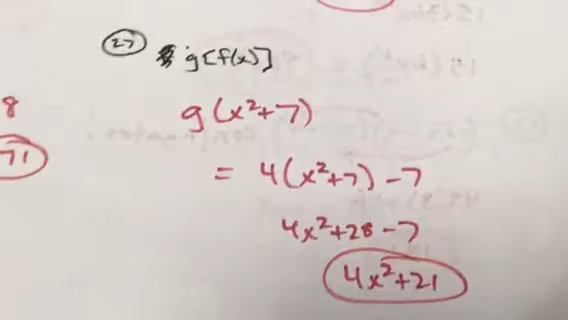 27 g[f(x)]
8
g(x²+7)
71
= 4(x²+7) - 7
4x²+28 - 7
4x²+21